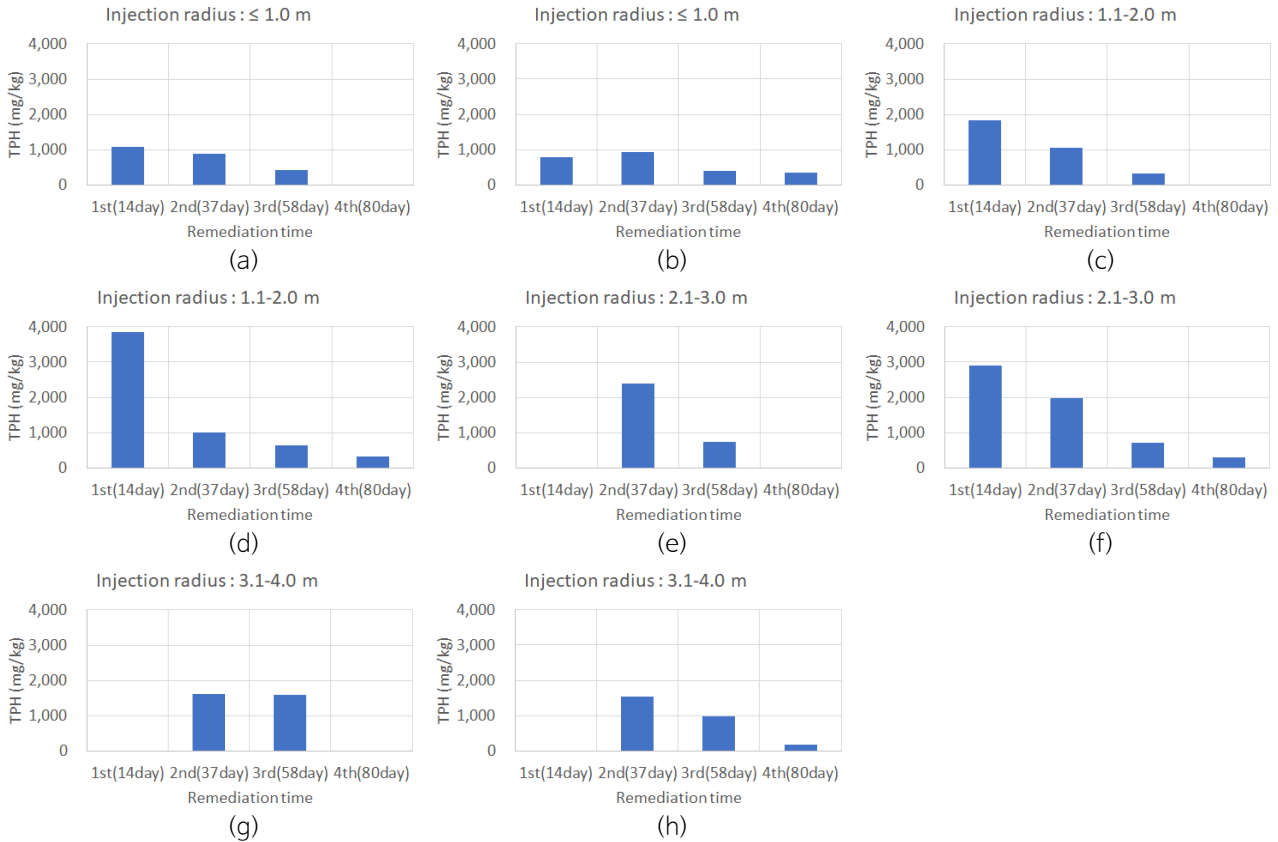 Injection radius : ≤ 1.0 m
TPH (mg/kg)
4,000
3,000
2,000
1,000
0
1st(14day) 2nd(37day) 3rd(58day) 4th(80day)
Remediation time
(a)
Injection radius : ≤ 1.0 m
TPH (mg/kg)
4,000
3,000
2,000
1,000
0
1st(14day) 2nd(37day) 3rd(58day) 4th(80day)
Remediation time
(b)
Injection radius : 1.1-2.0 m
TPH (mg/kg)
4,000
3,000
2,000
1,000
0
1st(14day) 2nd(37day) 3rd(58day) 4th(80day)
Remediation time
(c)
Injection radius : 1.1-2.0 m
TPH (mg/kg)
4,000
3,000
2,000
1,000
0
1st(14day) 2nd(37day) 3rd(58day) 4th(80day)
Remediation time
(d)
Injection radius : 2.1-3.0 m
TPH (mg/kg)
4,000
3,000
2,000
1,000
0
1st(14day) 2nd(37day) 3rd(58day) 4th(80day)
Remediation time
(e)
Injection radius : 2.1-3.0 m
TPH (mg/kg)
4,000
3,000
2,000
1,000
0
1st(14day) 2nd(37day) 3rd(58day) 4th(80day)
Remediation time
(f)
Injection radius : 3.1-4.0 m
TPH (mg/kg)
4,000
3,000
2,000
1,000
0
1st(14day) 2nd(37day) 3rd(58day) 4th(80day)
Remediation time
(g)
Injection radius : 3.1-4.0 m
TPH (mg/kg)
4,000
3,000
2,000
1,000
0
1st(14day) 2nd(37day) 3rd(58day) 4th(80day)
Remediation time
(h)